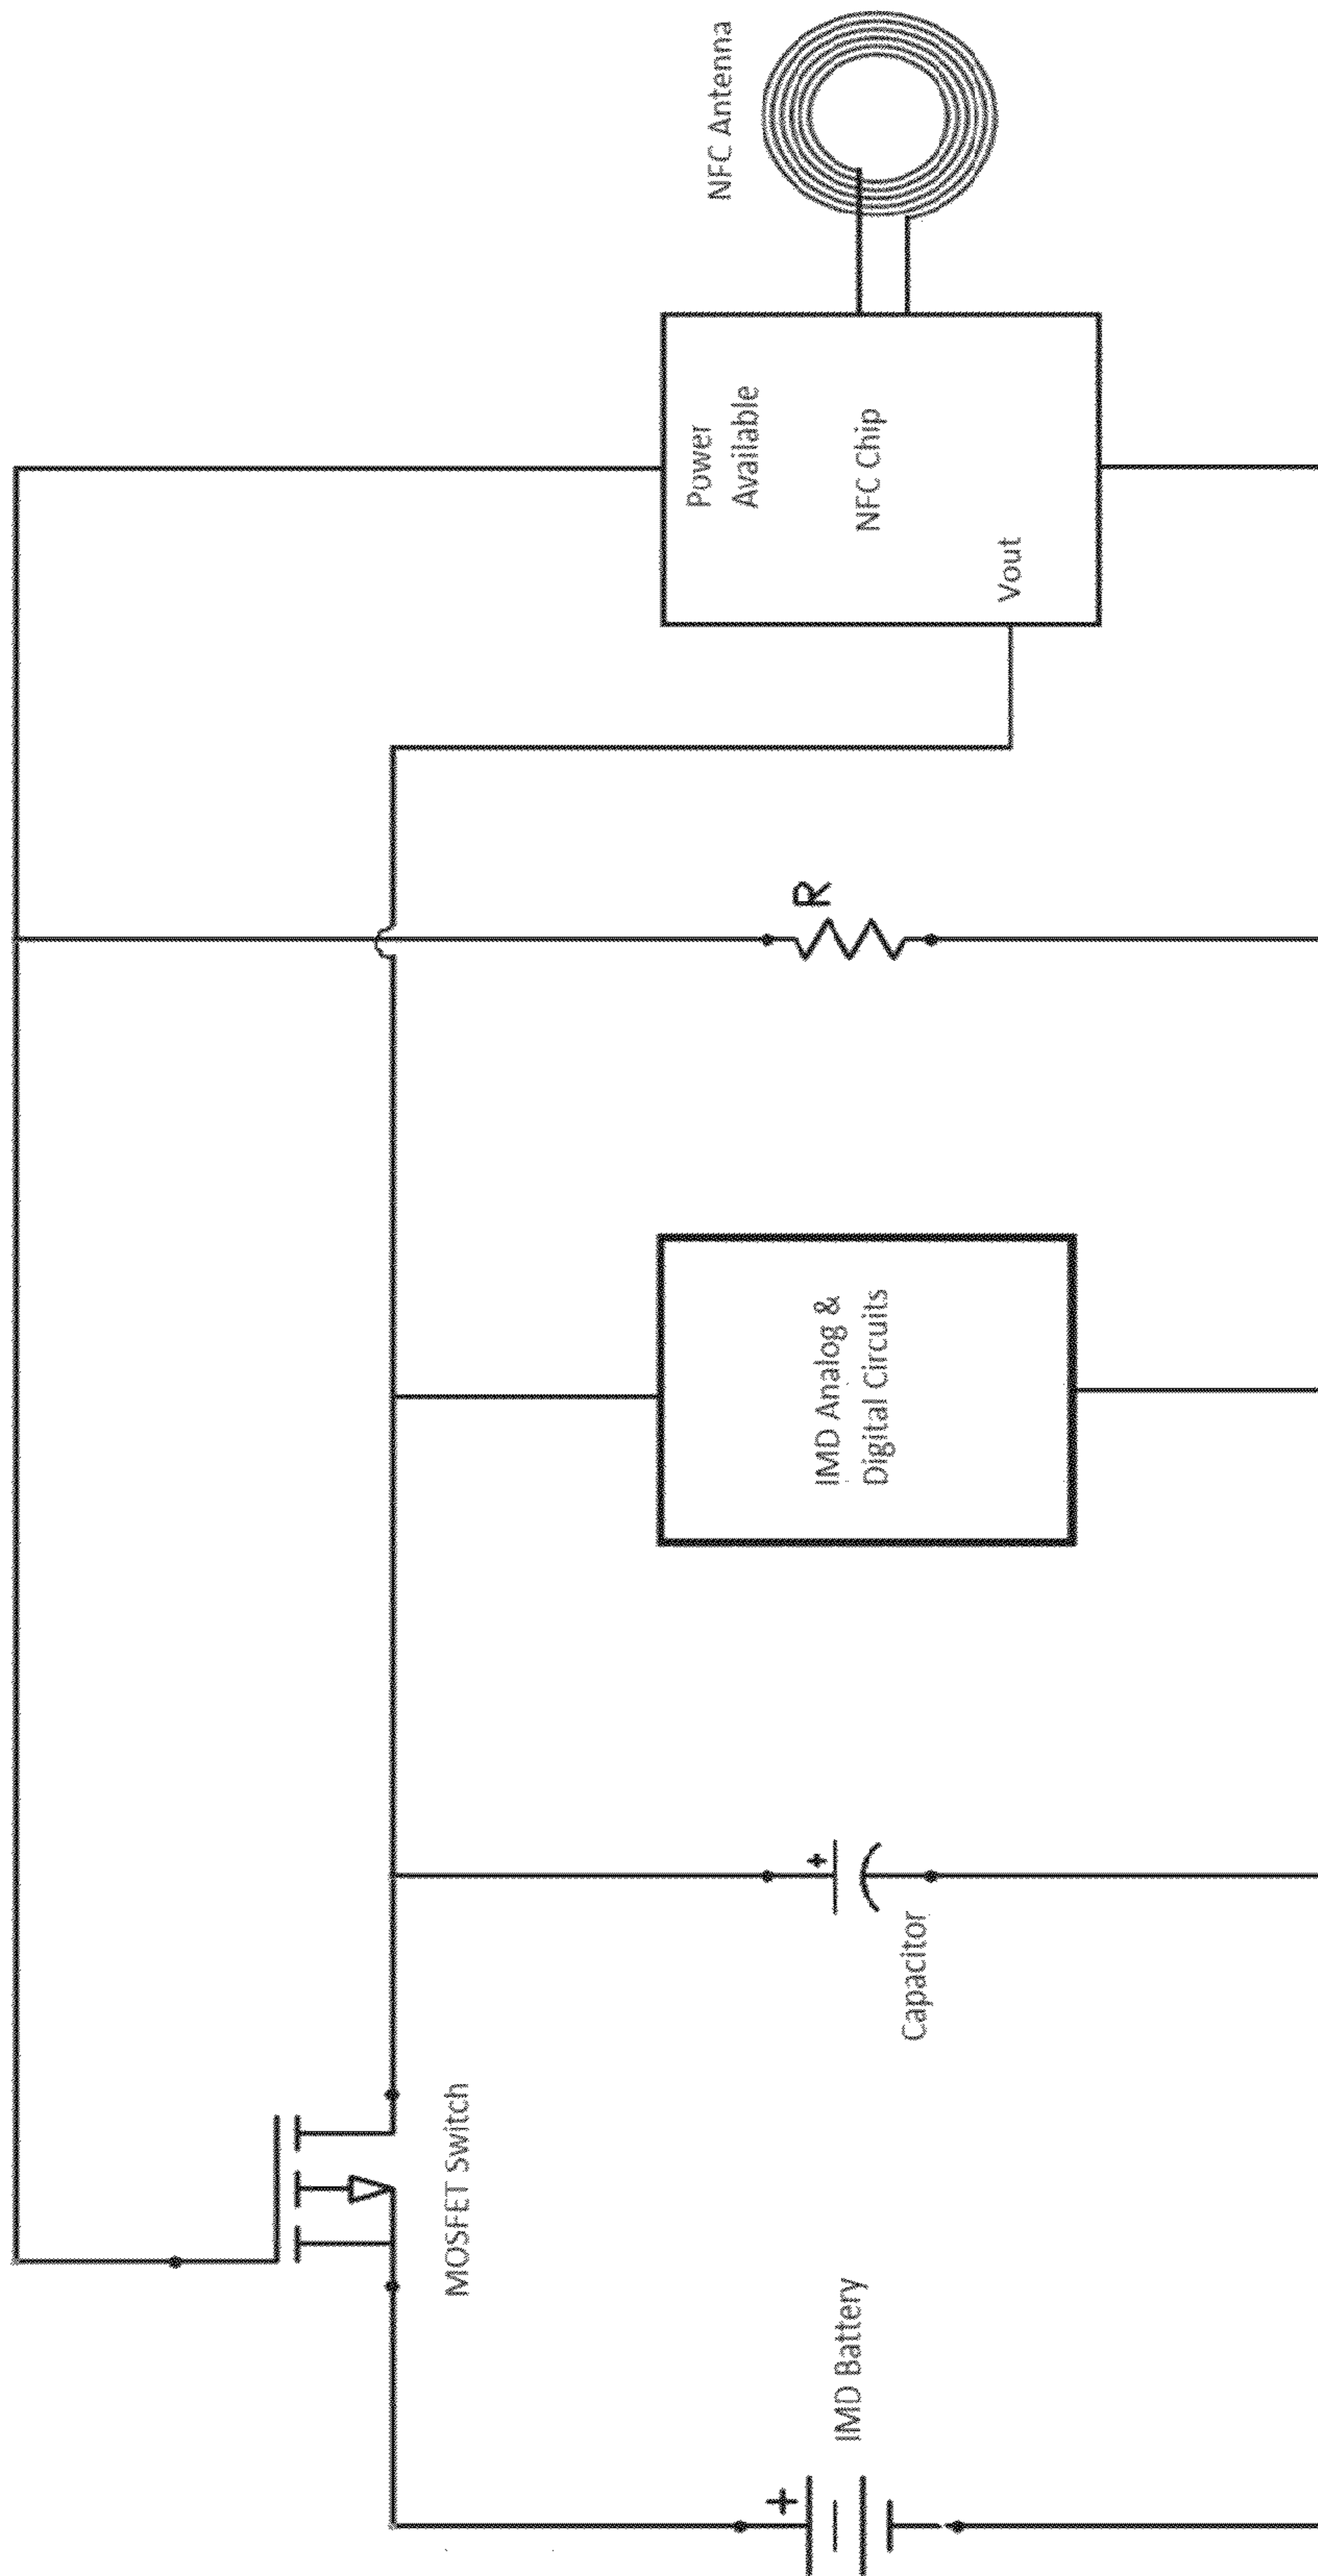 NFC Antenna
Power
Available
NFC Chip
Vout
R
IMD Analog &
Digital Circuits
+
Capacitor
MOSFET Switch
+
IMD Battery